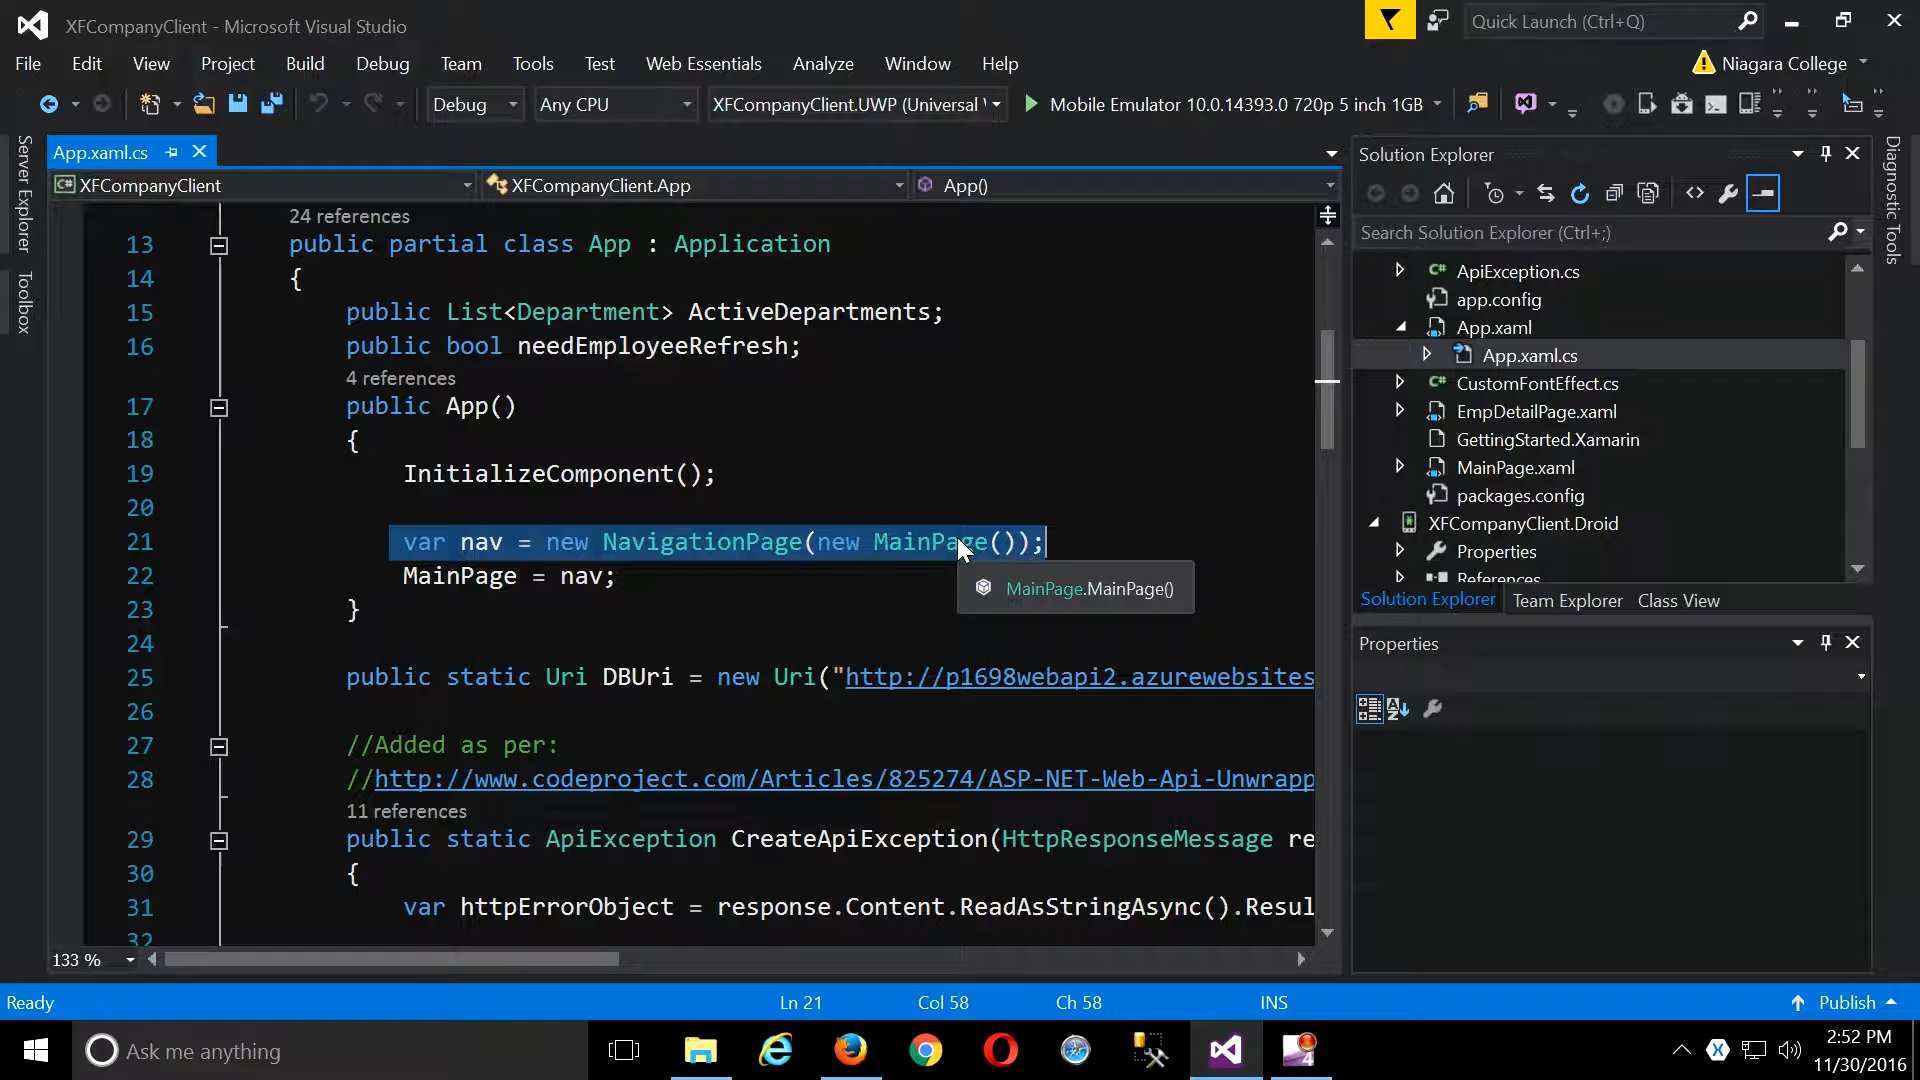 XFCompanyClient - Microsoft Visual Studio
Quick Launch (Ctrl+Q)
File Edit View Project Build Debug Team Tools Test Web Essentials Analyze Window Help
Niagara College
Debug Any CPU XFCompanyClient.UWP (Universal Mobile Emulator 10.0.14393.0 720p 5 inch 1GB
Server Explorer
Toolbox
App.xaml.cs
XFCompanyClient XFCompanyClient.App App()
24 references
13 public partial class App : Application
14 {
15 public List<Department> ActiveDepartments;
16 public bool needEmployeeRefresh;
4 references
17 public App()
18 {
19 InitializeComponent();
20
21 var nav = new NavigationPage(new MainPage());
22 MainPage = nav;
MainPage.MainPage()
23 }
24
25 public static Uri DBUri = new Uri("http://p1698webapi2.azurewebsites
26
27 //Added as per:
28 //http://www.codeproject.com/Articles/825274/ASP-NET-Web-Api-Unwrapp
11 references
29 public static ApiException CreateApiException(HttpResponseMessage re
30 {
31 var httpErrorObject = response.Content.ReadAsStringAsync().Resul
32
133 %
Solution Explorer
Search Solution Explorer (Ctrl+;)
C# ApiException.cs
app.config
App.xaml
App.xaml.cs
C# CustomFontEffect.cs
EmpDetailPage.xaml
GettingStarted.Xamarin
MainPage.xaml
packages.config
XFCompanyClient.Droid
Properties
References
Solution Explorer Team Explorer Class View
Properties
Diagnostic Tools
Ready Ln 21 Col 58 Ch 58 INS Publish
Ask me anything
2:52 PM
11/30/2016